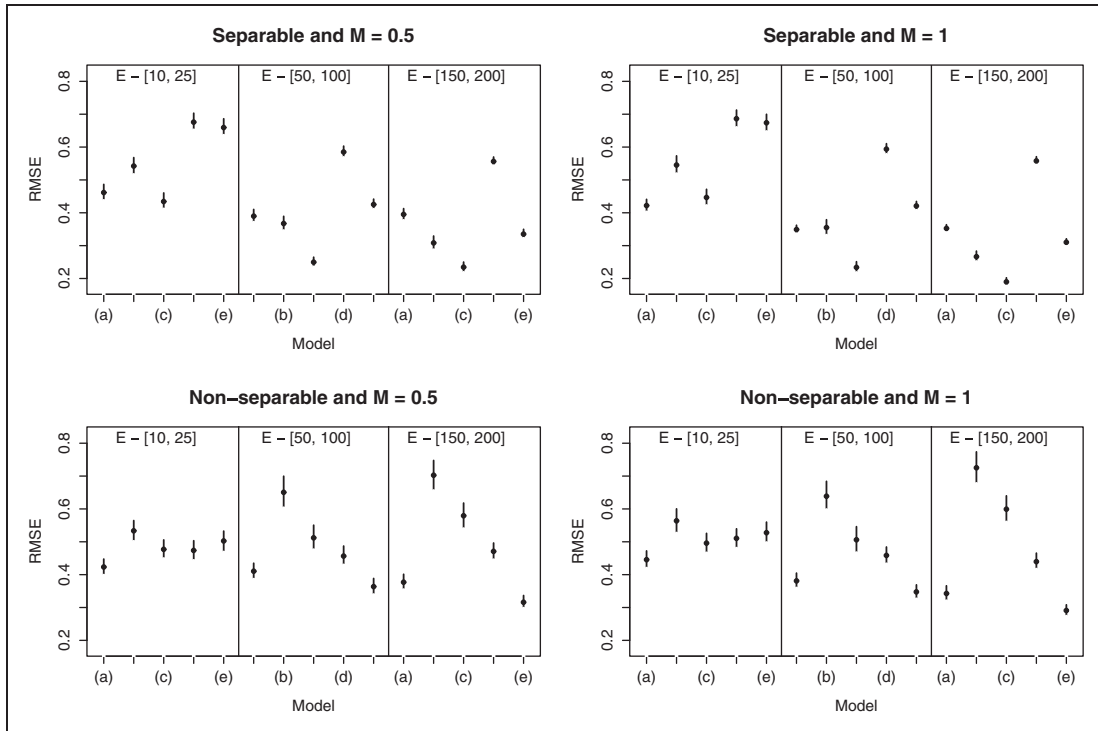 Separable and M = 0.5
E − [10, 25] E − [50, 100] E − [150, 200]
RMSE
0.8
0.6
0.4
0.2
(a) (c) (e) (b) (d) (a) (c) (e)
Model
Separable and M = 1
E − [10, 25] E − [50, 100] E − [150, 200]
RMSE
0.8
0.6
0.4
0.2
(a) (c) (e) (b) (d) (a) (c) (e)
Model
Non−separable and M = 0.5
E − [10, 25] E − [50, 100] E − [150, 200]
RMSE
0.8
0.6
0.4
0.2
(a) (c) (e) (b) (d) (a) (c) (e)
Model
Non−separable and M = 1
E − [10, 25] E − [50, 100] E − [150, 200]
RMSE
0.8
0.6
0.4
0.2
(a) (c) (e) (b) (d) (a) (c) (e)
Model